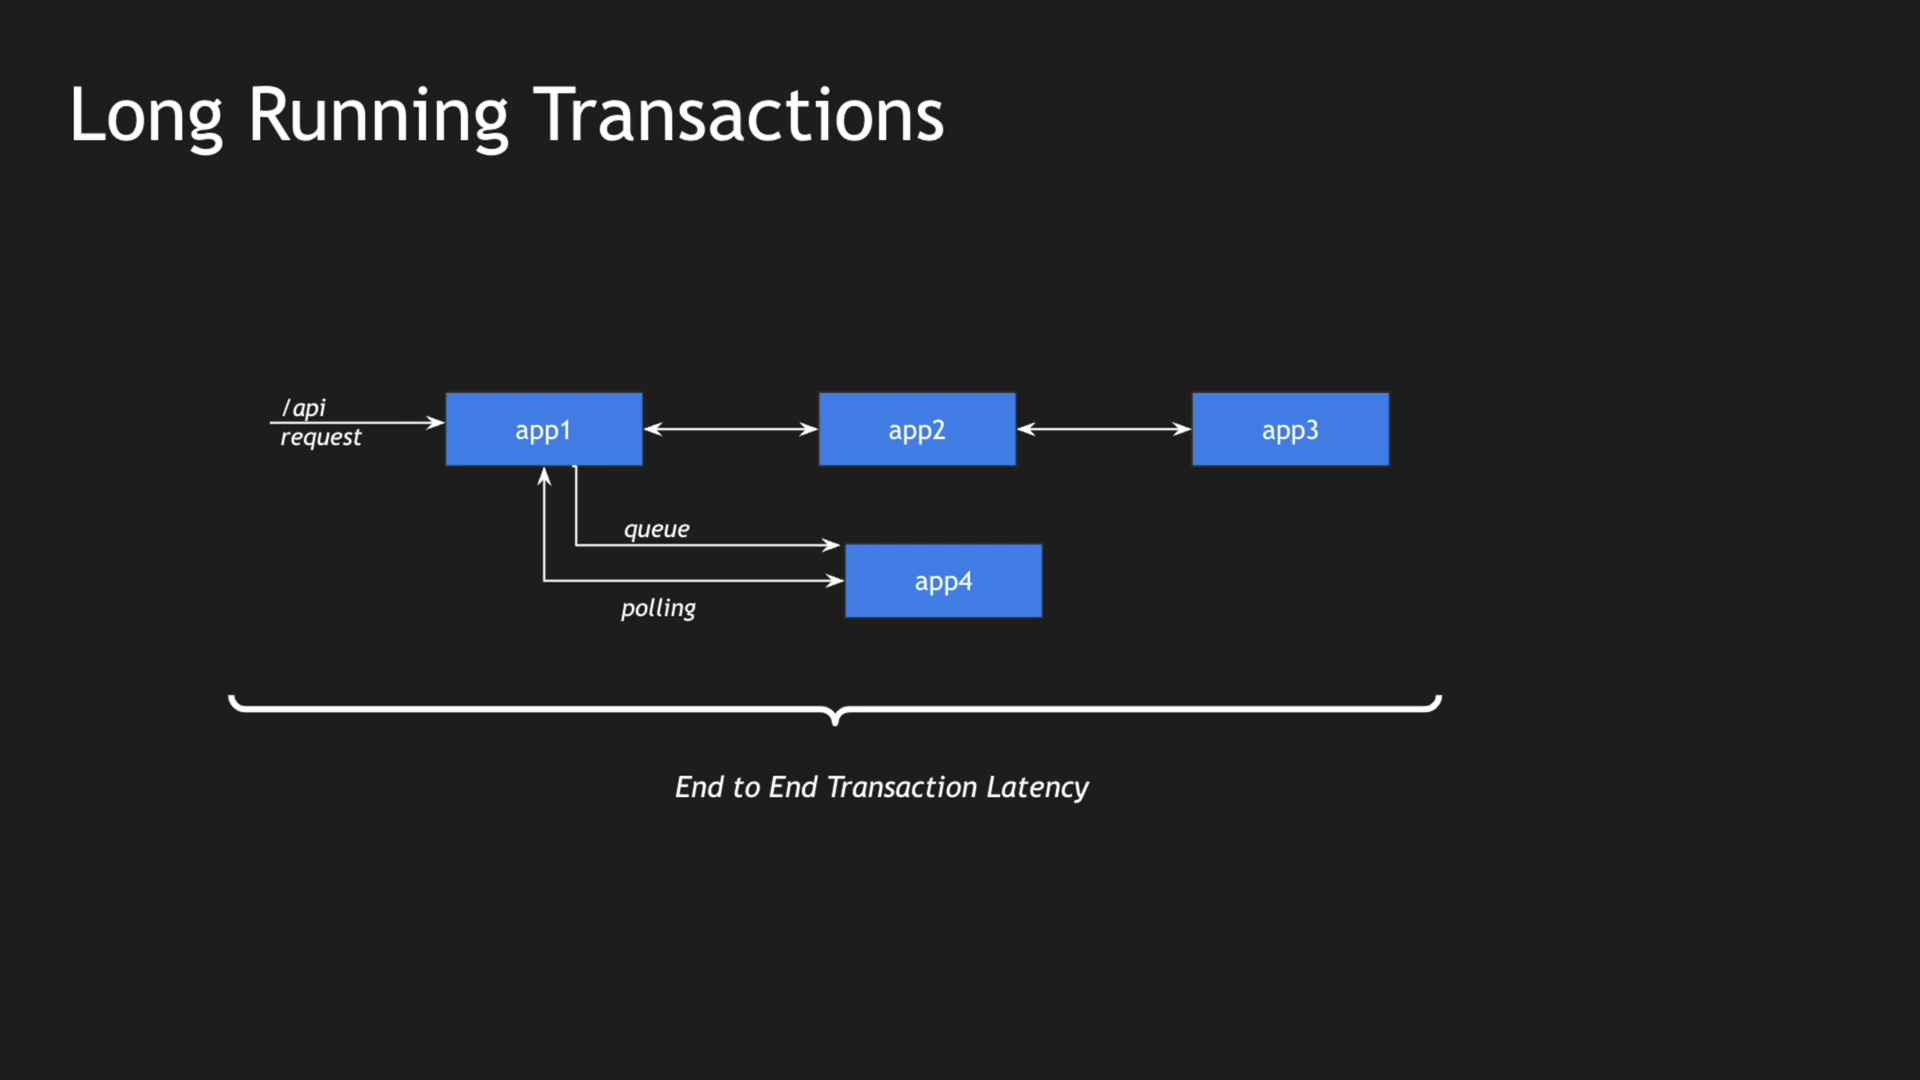 Long Running Transactions
/api
request
app1
app2
app3
queue
app4
polling
End to End Transaction Latency